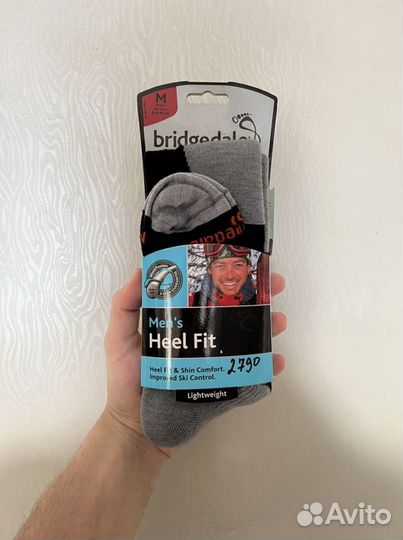 M
bridgedale
Men's
Heel Fit
2790
Heel Fit & Shin Comfort.
Improved Ski Control.
Lightweight
Avito